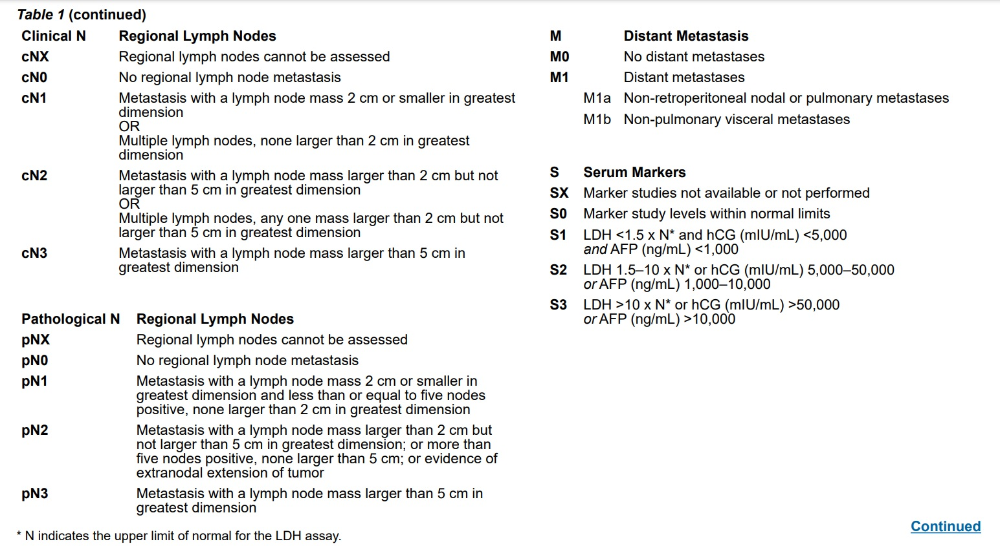 Table 1 (continued)
Clinical N Regional Lymph Nodes
cNX Regional lymph nodes cannot be assessed
cN0 No regional lymph node metastasis
cN1 Metastasis with a lymph node mass 2 cm or smaller in greatest
dimension
OR
Multiple lymph nodes, none larger than 2 cm in greatest
dimension
cN2 Metastasis with a lymph node mass larger than 2 cm but not
larger than 5 cm in greatest dimension
OR
Multiple lymph nodes, any one mass larger than 2 cm but not
larger than 5 cm in greatest dimension
cN3 Metastasis with a lymph node mass larger than 5 cm in
greatest dimension
Pathological N Regional Lymph Nodes
pNX Regional lymph nodes cannot be assessed
pN0 No regional lymph node metastasis
pN1 Metastasis with a lymph node mass 2 cm or smaller in
greatest dimension and less than or equal to five nodes
positive, none larger than 2 cm in greatest dimension
pN2 Metastasis with a lymph node mass larger than 2 cm but
not larger than 5 cm in greatest dimension; or more than
five nodes positive, none larger than 5 cm; or evidence of
extranodal extension of tumor
pN3 Metastasis with a lymph node mass larger than 5 cm in
greatest dimension
M Distant Metastasis
M0 No distant metastases
M1 Distant metastases
M1a Non-retroperitoneal nodal or pulmonary metastases
M1b Non-pulmonary visceral metastases
S Serum Markers
SX Marker studies not available or not performed
S0 Marker study levels within normal limits
S1 LDH <1.5 x N* and hCG (mIU/mL) <5,000
and AFP (ng/mL) <1,000
S2 LDH 1.5–10 x N* or hCG (mIU/mL) 5,000–50,000
or AFP (ng/mL) 1,000–10,000
S3 LDH >10 x N* or hCG (mIU/mL) >50,000
or AFP (ng/mL) >10,000
* N indicates the upper limit of normal for the LDH assay.
Continued